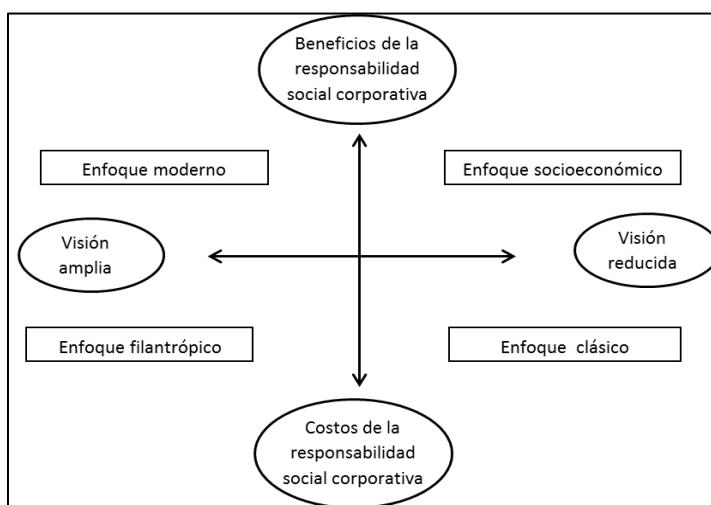 Beneficios de la
responsabilidad
social corporativa
Enfoque moderno
Enfoque socioeconómico
Visión
amplia
Visión
reducida
Enfoque filantrópico
Enfoque clásico
Costos de la
responsabilidad
social corporativa